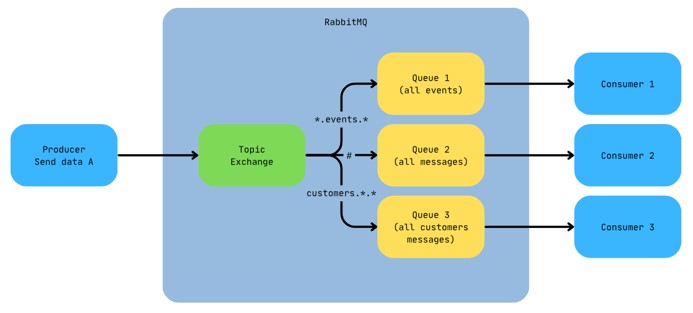 RabbitMQ
Producer
Send data A
Topic
Exchange
*.events.*
#
customers.*.*
Queue 1
(all events)
Queue 2
(all messages)
Queue 3
(all customers
messages)
Consumer 1
Consumer 2
Consumer 3